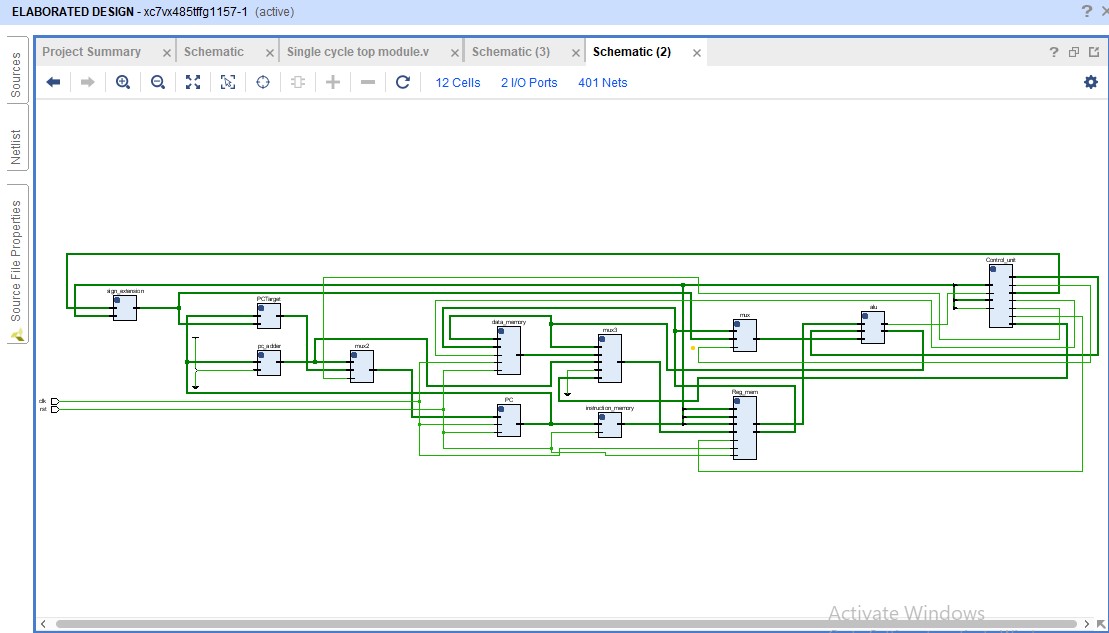 ELABORATED DESIGN - xc7vx485tffg1157-1 (active)
Sources
Netlist
Source File Properties
Project Summary
Schematic
Single cycle top module.v
Schematic (3)
Schematic (2)
12 Cells
2 I/O Ports
401 Nets
Control_unit
sign_extension
PCTarget
alu
mux
data_memory
mux3
pc_adder
mux2
Reg_mem
clk
rst
PC
instruction_memory
Activate Windows